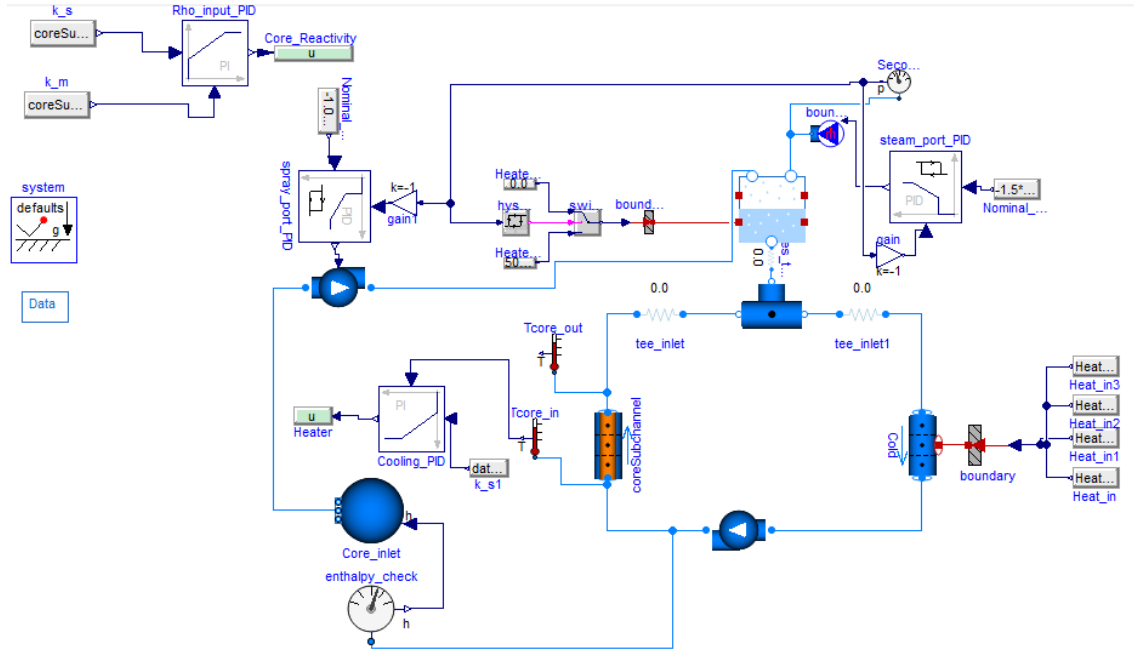 k_s
coreSu...
Rho_input_PID
PI
Core_Reactivity
u
k_m
coreSu...
Nominal_...
-1.0...
Seco...
p
boun...
steam_port_PID
PID
-1.5*...
Nominal_...
system
defaults
g
spray_port_PID
PID
k=-1
gain1
Heate...
0.0
hys...
swi...
boun...
Heate...
50...
gain
k=-1
0.0
Data
0.0
0.0
tee_inlet
tee_inlet1
Tcore_out
T
Heat...
Heat_in3
PI
Tcore_in
T
coreSubchannel
Cold
Heat...
Heat_in2
u
Heater
Cooling_PID
dat...
k_s1
boundary
Heat...
Heat_in1
Heat...
Heat_in
h
Core_inlet
enthalpy_check
h